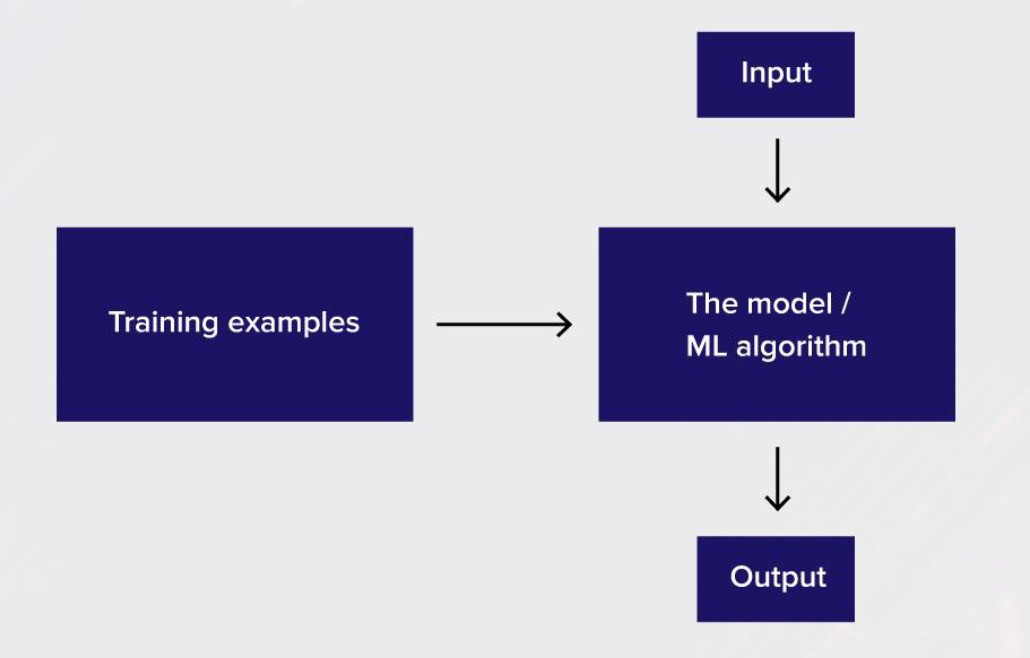 Input
Training examples
The model /
ML algorithm
Output